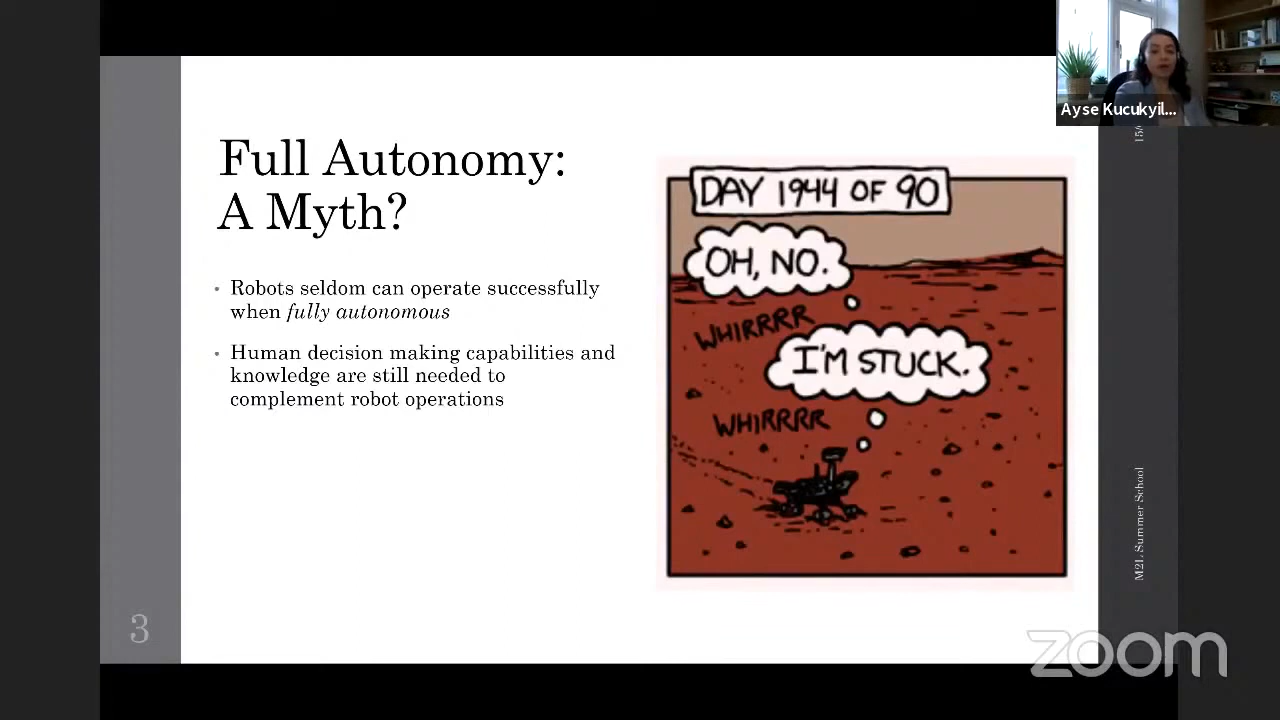 Full Autonomy:
A Myth?
• Robots seldom can operate successfully
when fully autonomous
• Human decision making capabilities and
knowledge are still needed to
complement robot operations
DAY 1944 OF 90
OH, NO.
WHIRRRR
I'M STUCK.
WHIRRRR
3
Ayse Kucukyil...
M21. Summer School
zoom